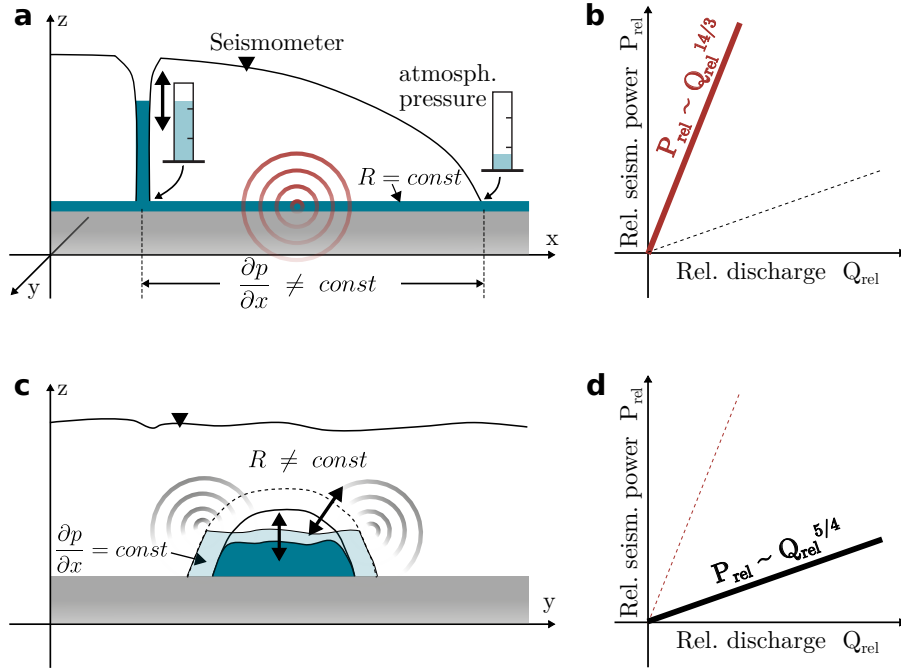 a
z
Seismometer
atmosph.
pressure
R = const
x
y
∂p/∂x ≠ const
b
Rel. seism. power P_rel
P_rel ~ Q_rel^14/3
Rel. discharge Q_rel
c
z
R ≠ const
∂p/∂x = const
y
d
Rel. seism. power P_rel
P_rel ~ Q_rel^5/4
Rel. discharge Q_rel